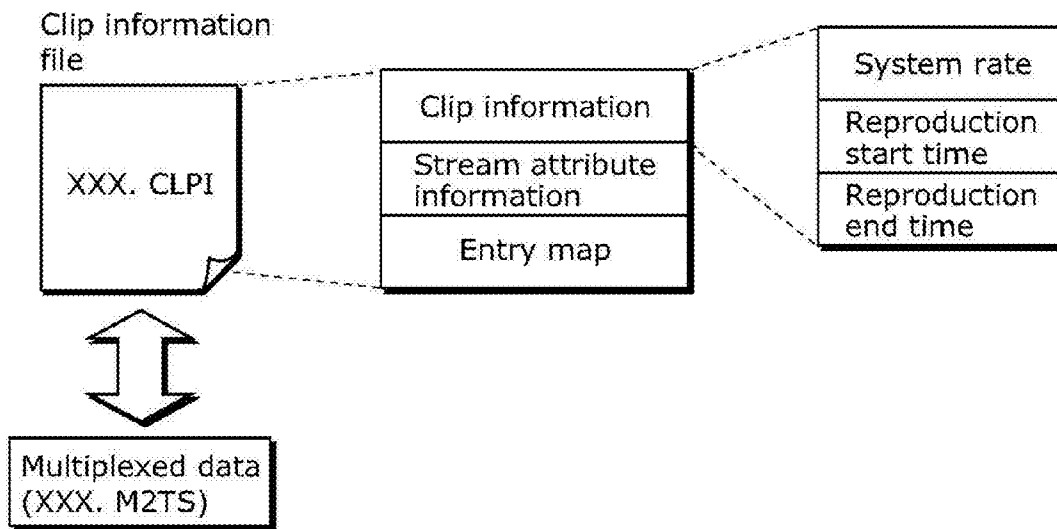 Clip information
file
XXX. CLPI
Multiplexed data
(XXX. M2TS)
Clip information
Stream attribute
information
Entry map
System rate
Reproduction
start time
Reproduction
end time